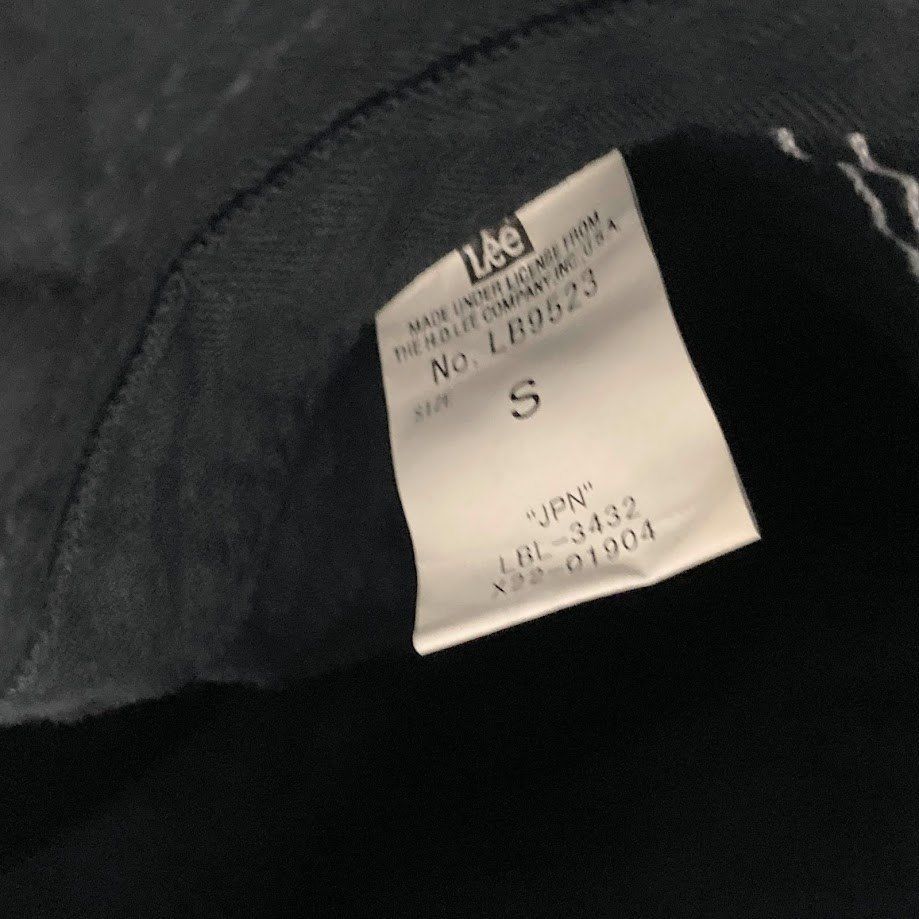 Lee
MADE UNDER LICENSE FROM
THE H.D. LEE COMPANY, INC. U.S.A.
No. LB9523
SIZE S
"JPN"
LBL-3432
X22-01904